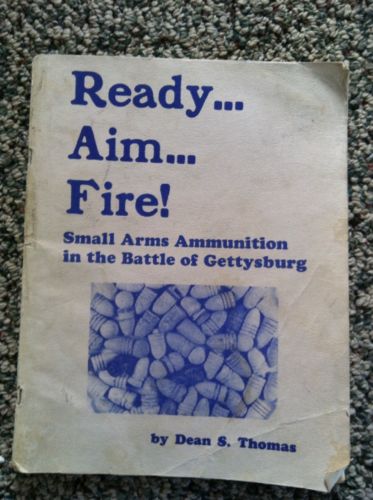 Ready...
Aim...
Fire!
Small Arms Ammunition
in the Battle of Gettysburg
by Dean S. Thomas